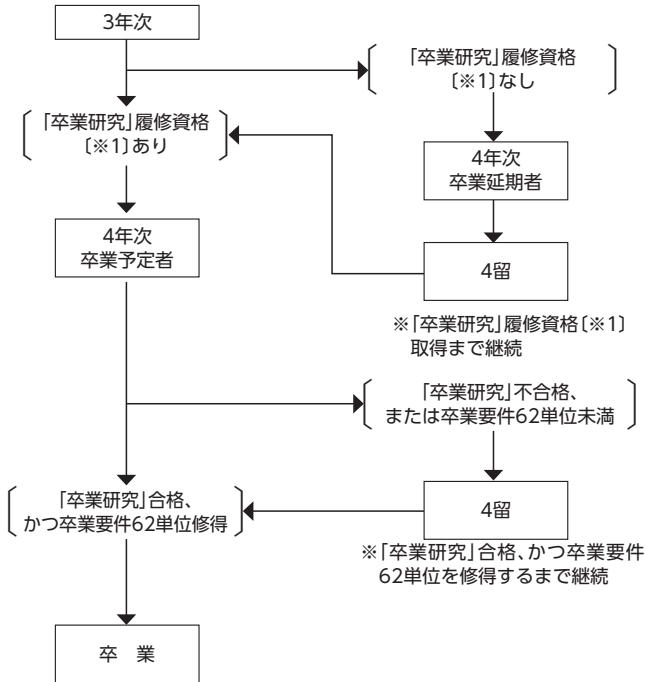 3年次
「卒業研究」履修資格
〔※1〕なし
「卒業研究」履修資格
〔※1〕あり
4年次
卒業延期者
4年次
卒業予定者
4留
※「卒業研究」履修資格〔※1〕
取得まで継続
「卒業研究」不合格、
または卒業要件62単位未満
「卒業研究」合格、
かつ卒業要件62単位修得
4留
※「卒業研究」合格、かつ卒業要件
62単位を修得するまで継続
卒　業